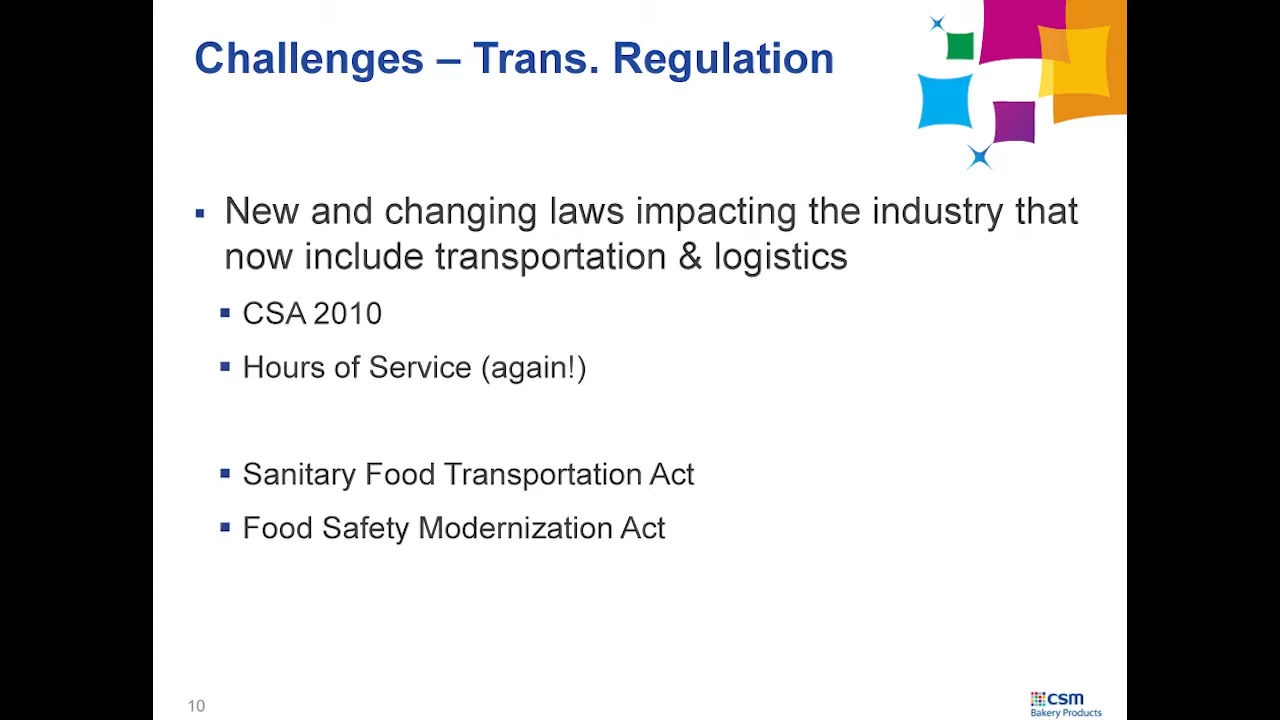 Challenges – Trans. Regulation
New and changing laws impacting the industry that
now include transportation & logistics
CSA 2010
Hours of Service (again!)
Sanitary Food Transportation Act
Food Safety Modernization Act
10
csm
Bakery Products